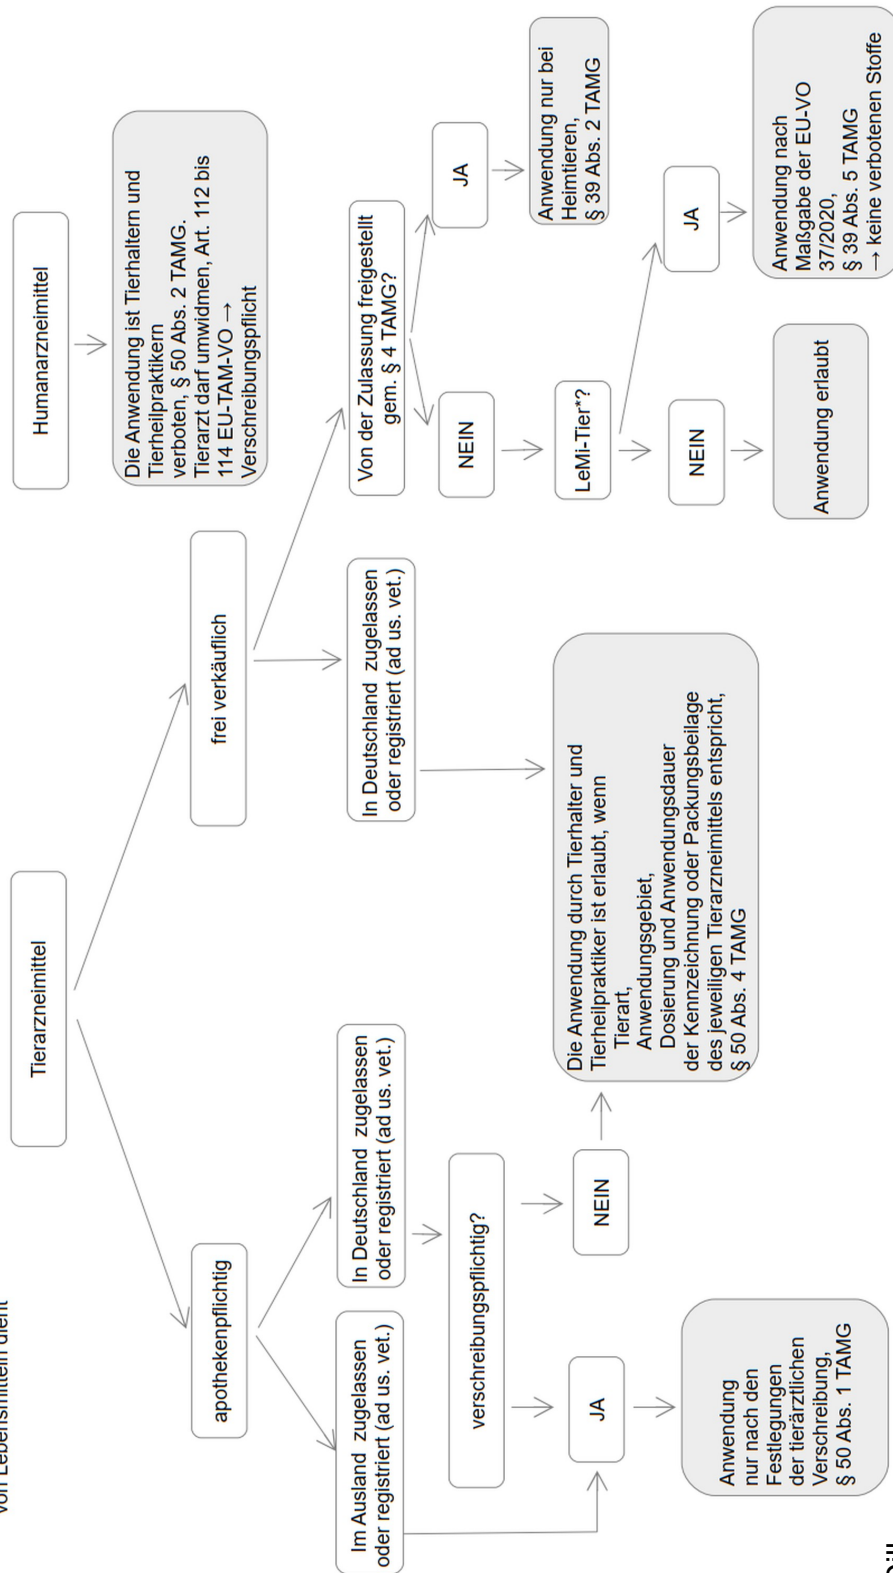 von Lebensmitteln dient
Tierarzneimittel
Humanarzneimittel
apothekenpflichtig
frei verkäuflich
Die Anwendung ist Tierhaltern und
Tierheilpraktikern
verboten, § 50 Abs. 2 TAMG.
Tierarzt darf umwidmen, Art. 112 bis
114 EU-TAM-VO →
Verschreibungspflicht
Im Ausland zugelassen
oder registriert (ad us. vet.)
In Deutschland zugelassen
oder registriert (ad us. vet.)
In Deutschland zugelassen
oder registriert (ad us. vet.)
Von der Zulassung freigestellt
gem. § 4 TAMG?
verschreibungspflichtig?
NEIN
JA
JA
NEIN
Die Anwendung durch Tierhalter und
Tierheilpraktiker ist erlaubt, wenn
Tierart,
Anwendungsgebiet,
Dosierung und Anwendungsdauer
der Kennzeichnung oder Packungsbeilage
des jeweiligen Tierarzneimittels entspricht,
§ 50 Abs. 4 TAMG
LeMi-Tier*?
Anwendung nur bei
Heimtieren,
§ 39 Abs. 2 TAMG
Anwendung
nur nach den
Festlegungen
der tierärztlichen
Verschreibung,
§ 50 Abs. 1 TAMG
NEIN
JA
Anwendung erlaubt
Anwendung nach
Maßgabe der EU-VO
37/2020,
§ 39 Abs. 5 TAMG
→ keine verbotenen Stoffe